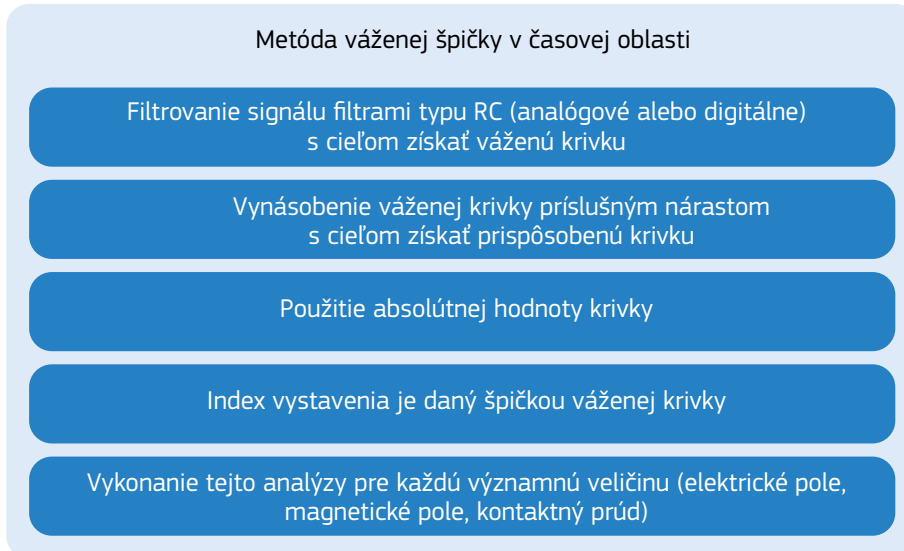 Metóda váženej špičky v časovej oblasti
Filtrovanie signálu filtrami typu RC (analógové alebo digitálne)
s cieľom získať váženú krivku
Vynásobenie váženej krivky príslušným nárastom
s cieľom získať prispôsobenú krivku
Použitie absolútnej hodnoty krivky
Index vystavenia je daný špičkou váženej krivky
Vykonanie tejto analýzy pre každú významnú veličinu (elektrické pole,
magnetické pole, kontaktný prúd)